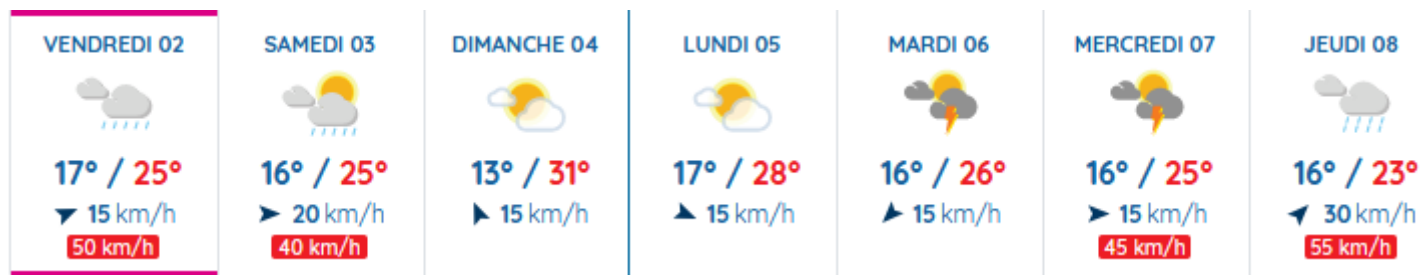 VENDREDI 02
17° / 25°
15 km/h
50 km/h
SAMEDI 03
16° / 25°
20 km/h
40 km/h
DIMANCHE 04
13° / 31°
15 km/h
LUNDI 05
17° / 28°
15 km/h
MARDI 06
16° / 26°
15 km/h
MERCREDI 07
16° / 25°
15 km/h
45 km/h
JEUDI 08
16° / 23°
30 km/h
55 km/h